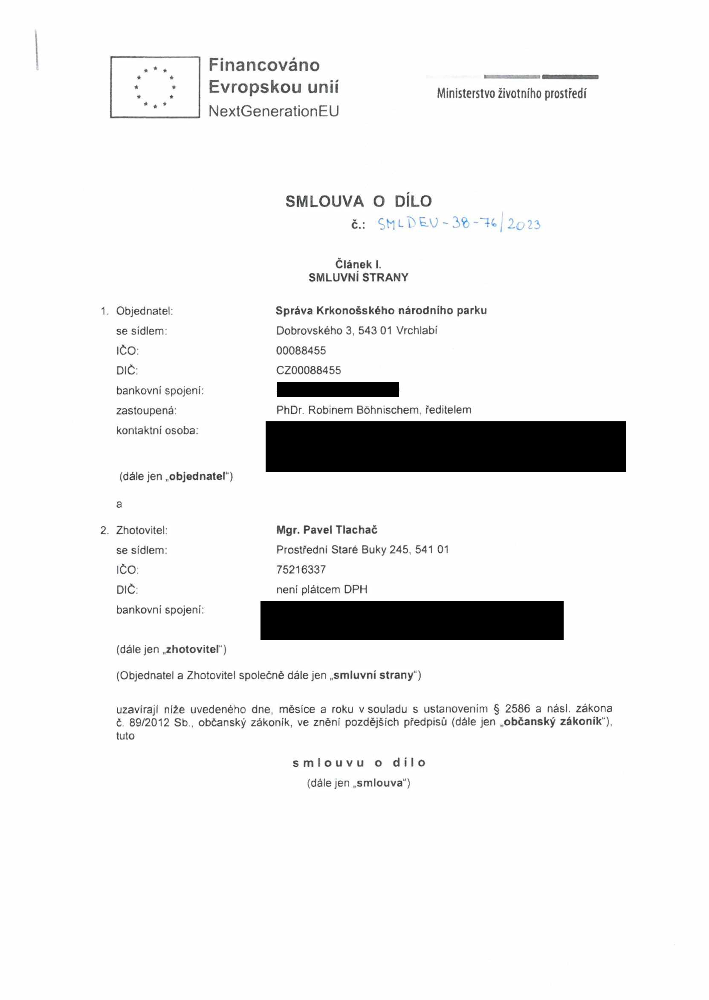 Financováno
Evropskou unií
NextGenerationEU
Ministerstvo životního prostředí
SMLOUVA O DÍLO
č.: SMLDEU-38-76/2023
Článek I.
SMLUVNÍ STRANY
1. Objednatel: Správa Krkonošského národního parku
se sídlem: Dobrovského 3, 543 01 Vrchlabí
IČO: 00088455
DIČ: CZ00088455
bankovní spojení:
zastoupená: PhDr. Robinem Böhnischem, ředitelem
kontaktní osoba:
(dále jen „objednatel“)
a
2. Zhotovitel: Mgr. Pavel Tlachač
se sídlem: Prostřední Staré Buky 245, 541 01
IČO: 75216337
DIČ: není plátcem DPH
bankovní spojení:
(dále jen „zhotovitel“)
(Objednatel a Zhotovitel společně dále jen „smluvní strany“)
uzavírají níže uvedeného dne, měsíce a roku v souladu s ustanovením § 2586 a násl. zákona
č. 89/2012 Sb., občanský zákoník, ve znění pozdějších předpisů (dále jen „občanský zákoník“),
tuto
smlouvu o dílo
(dále jen „smlouva“)